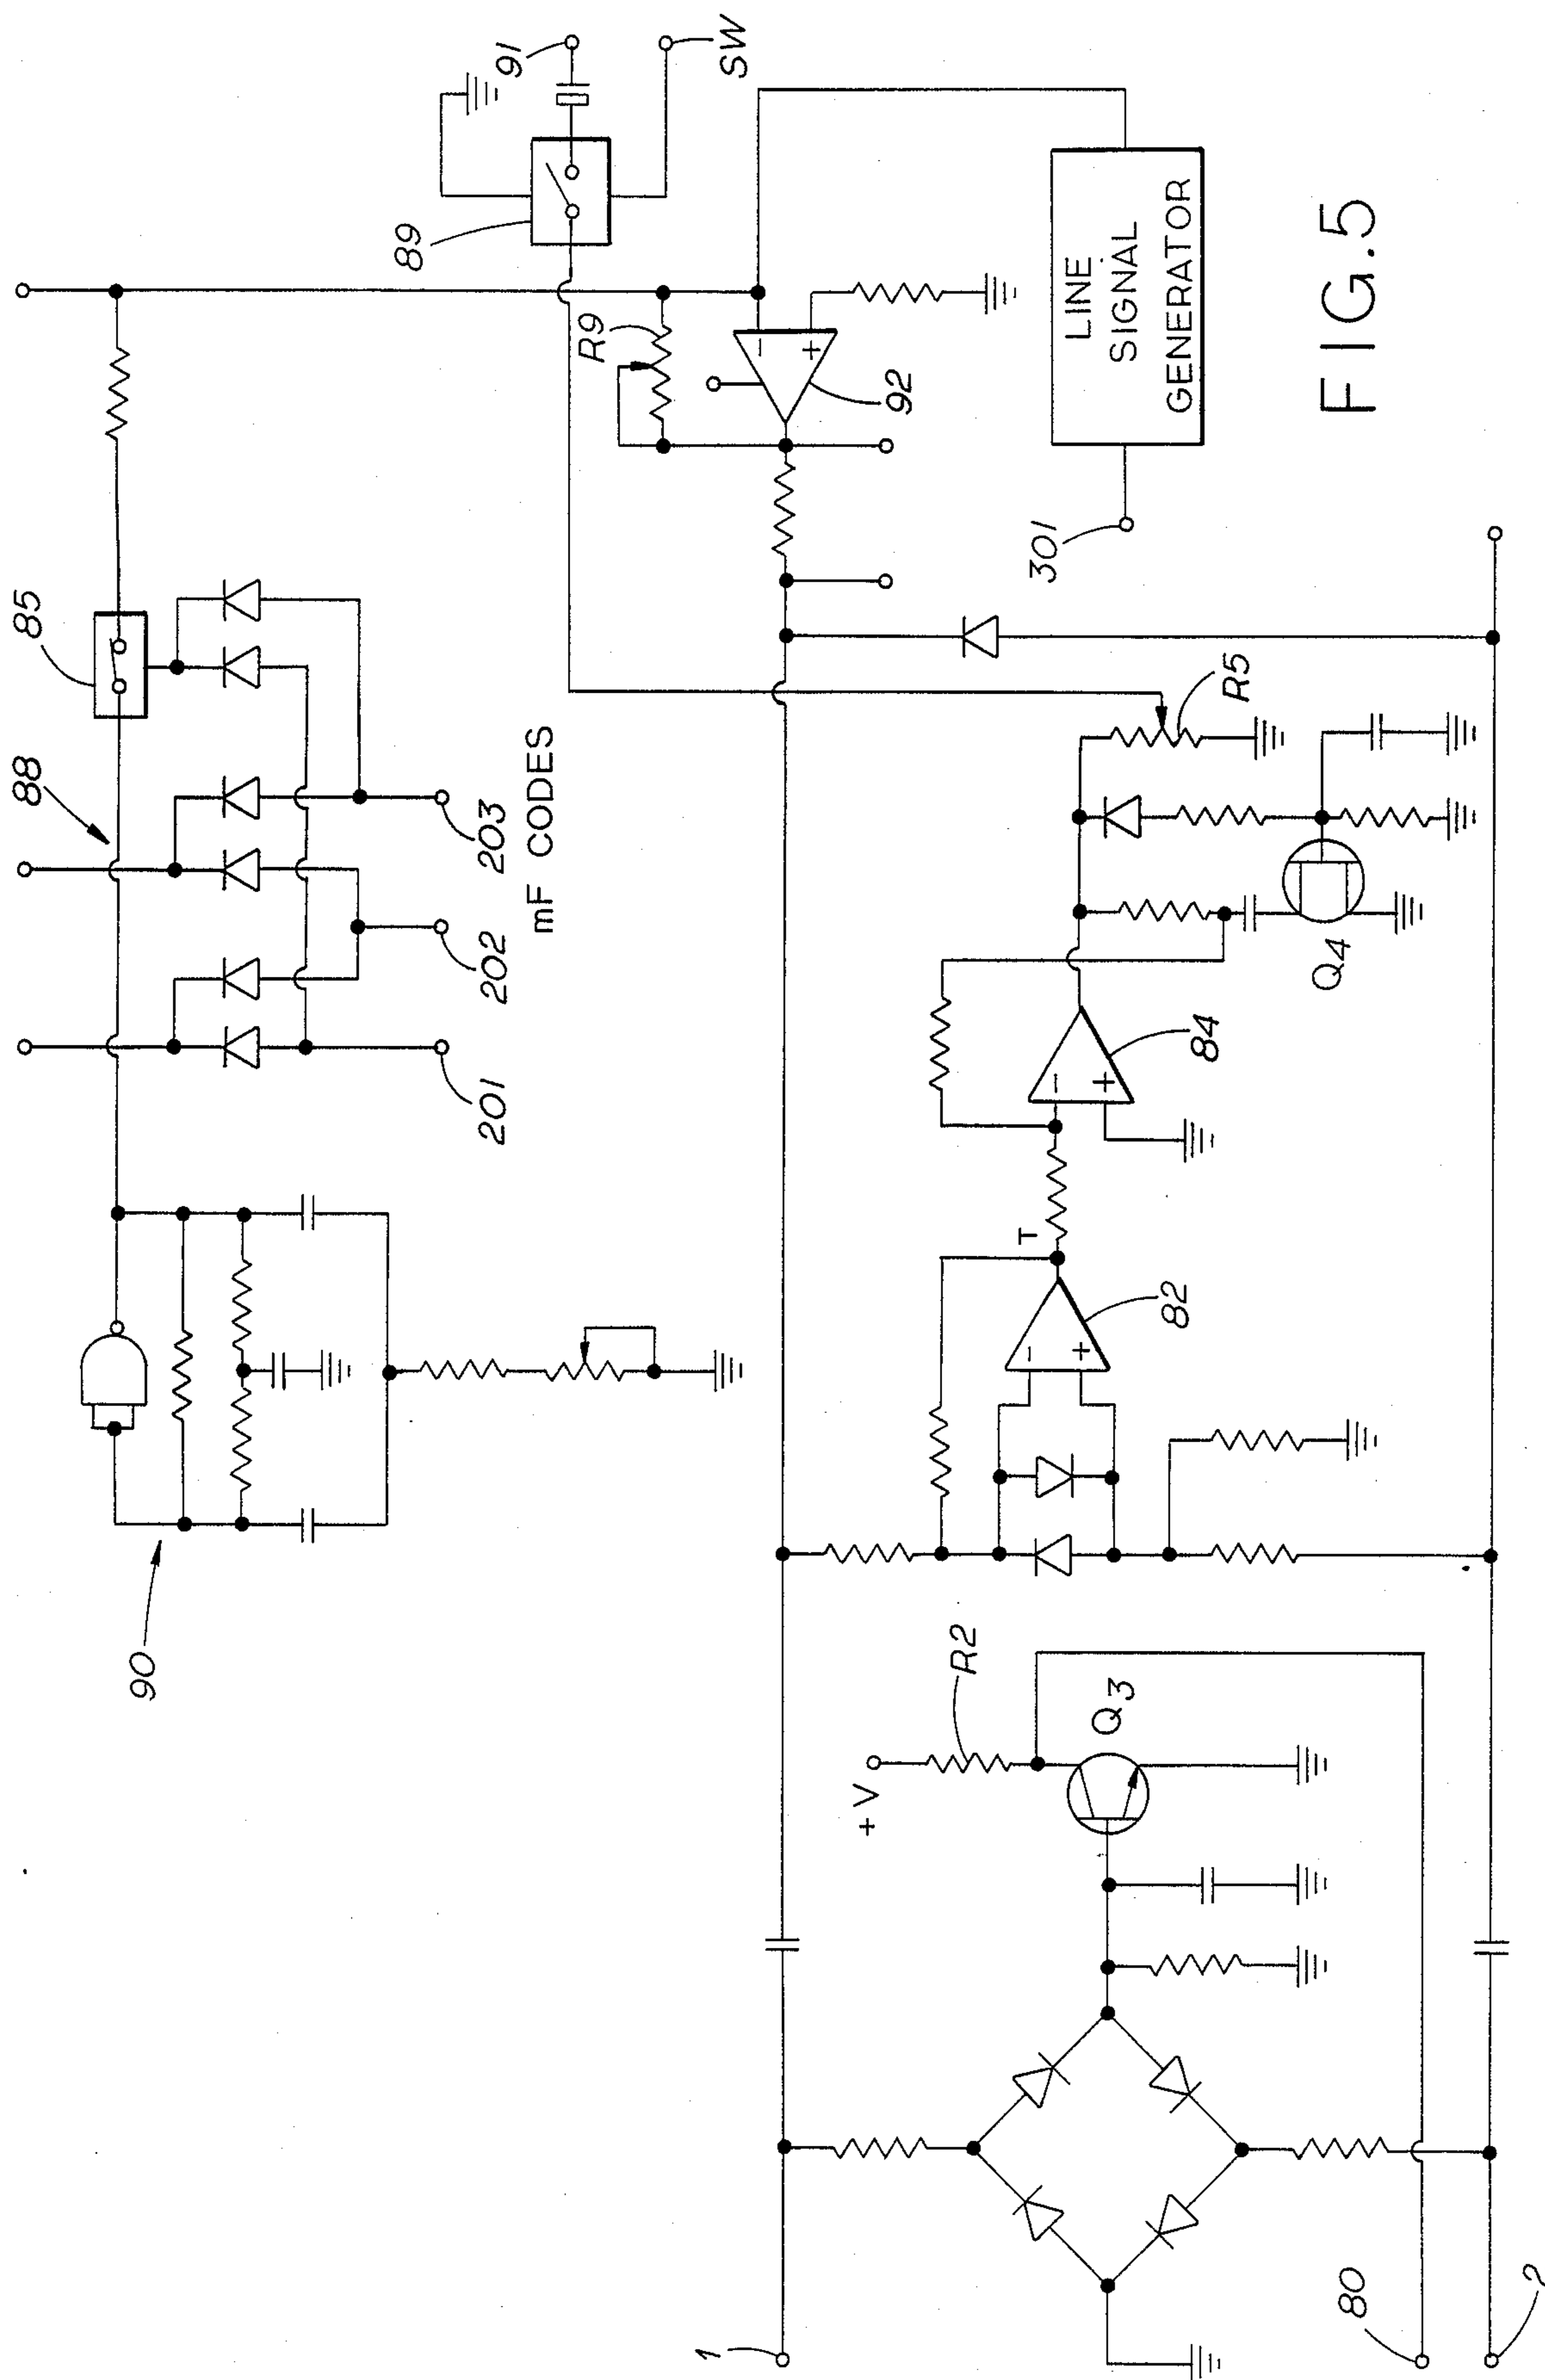 90
88
85
201
202
203
mF CODES
89
91
SW
R9
92
-
+
1
+V
R2
Q3
-
+
82
T
-
+
84
Q4
R5
301
LINE
SIGNAL
GENERATOR
80
2
FIG.5